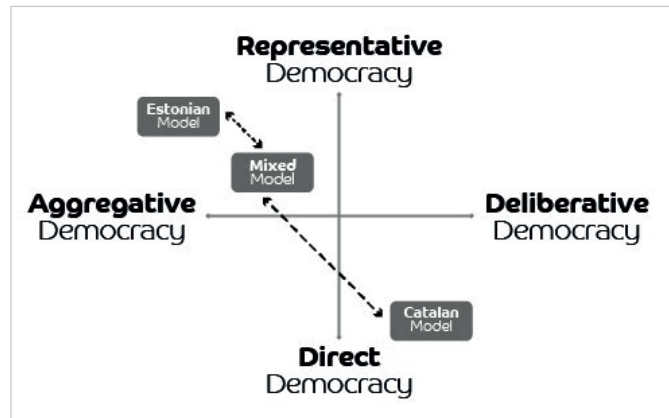 Representative
Democracy
Estonian
Model
Mixed
Model
Aggregative
Democracy
Deliberative
Democracy
Catalan
Model
Direct
Democracy